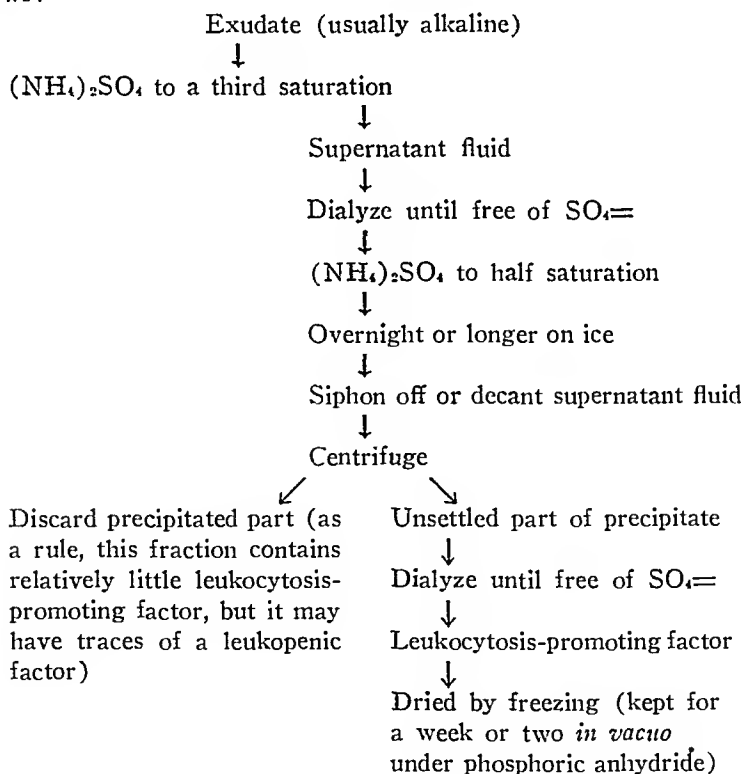 Exudate (usually alkaline)
↓
(NH₄)₂SO₄ to a third saturation
↓
Supernatant fluid
↓
Dialyze until free of SO₄=
↓
(NH₄)₂SO₄ to half saturation
↓
Overnight or longer on ice
↓
Siphon off or decant supernatant fluid
↓
Centrifuge
↙ ↘
Discard precipitated part (as
a rule, this fraction contains
relatively little leukocytosis-
promoting factor, but it may
have traces of a leukopenic
factor)
Unsettled part of precipitate
↓
Dialyze until free of SO₄=
↓
Leukocytosis-promoting factor
↓
Dried by freezing (kept for
a week or two in vacuo
under phosphoric anhydride)